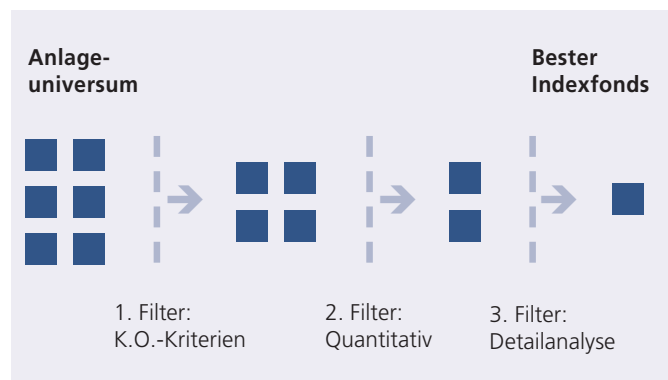 Anlage-
universum
Bester
Indexfonds
1. Filter:
K.O.-Kriterien
2. Filter:
Quantitativ
3. Filter:
Detailanalyse